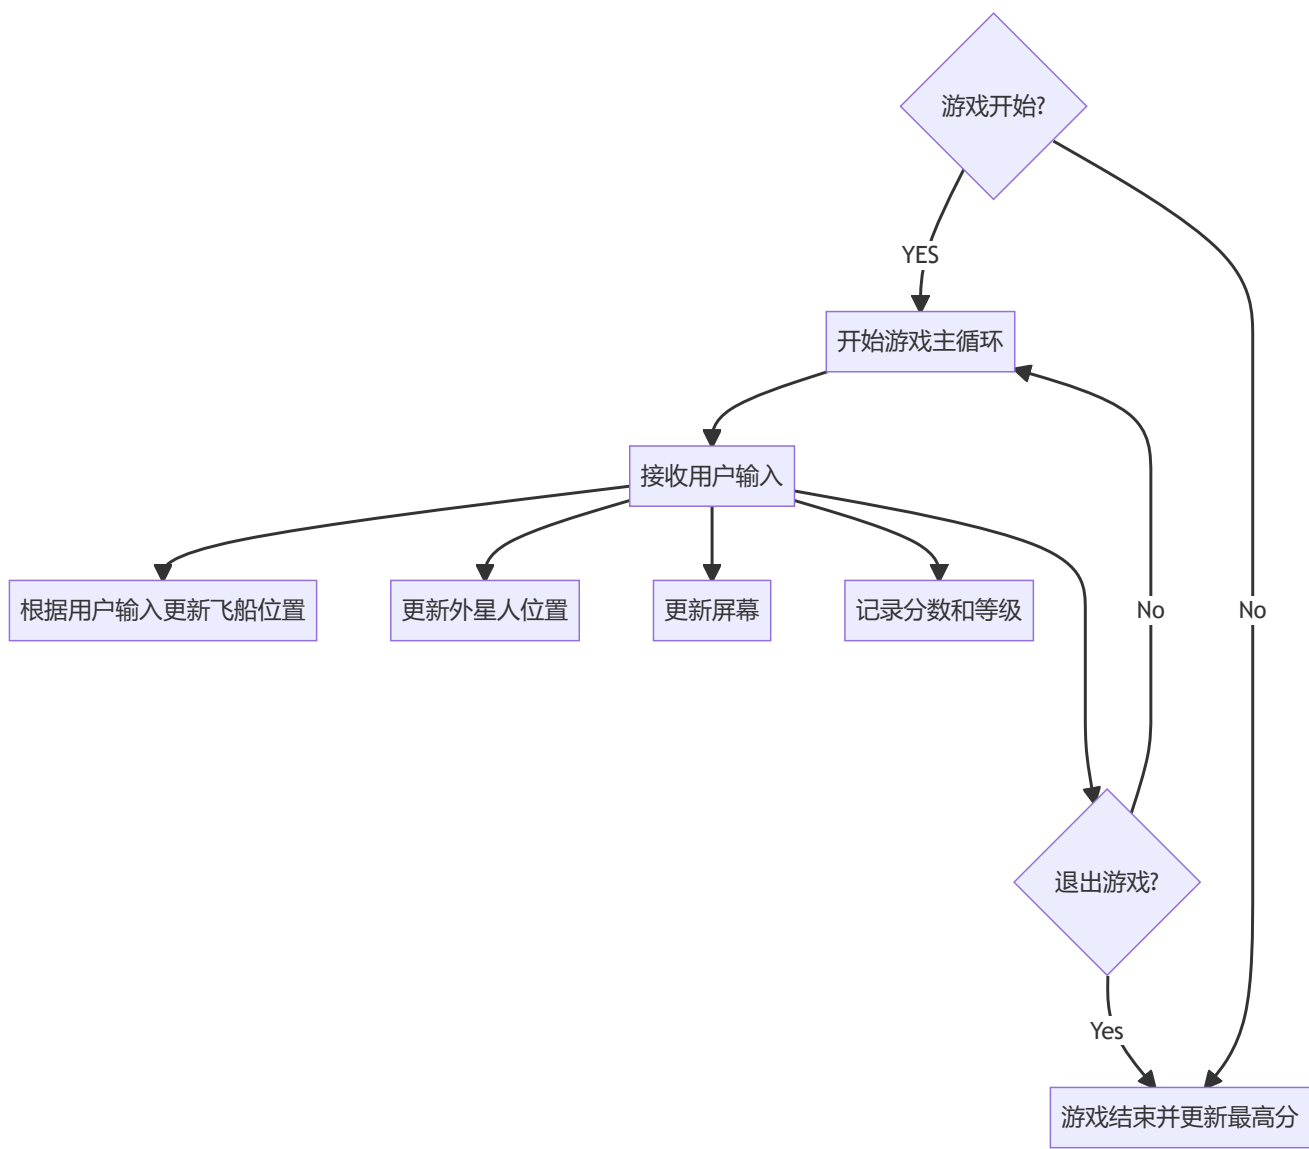 游戏开始?
YES
开始游戏主循环
接收用户输入
根据用户输入更新飞船位置
更新外星人位置
更新屏幕
记录分数和等级
No
No
退出游戏?
Yes
游戏结束并更新最高分